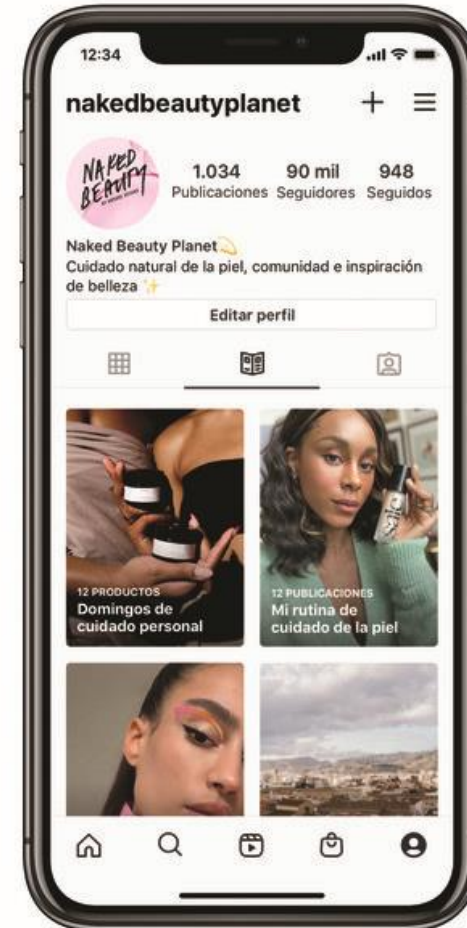 12:34
nakedbeautyplanet
NAKED
BEAUTY
1.034 90 mil 948
Publicaciones Seguidores Seguidos
Naked Beauty Planet
Cuidado natural de la piel, comunidad e inspiración
de belleza
Editar perfil
12 PRODUCTOS
Domingos de
cuidado personal
12 PUBLICACIONES
Mi rutina de
cuidado de la piel